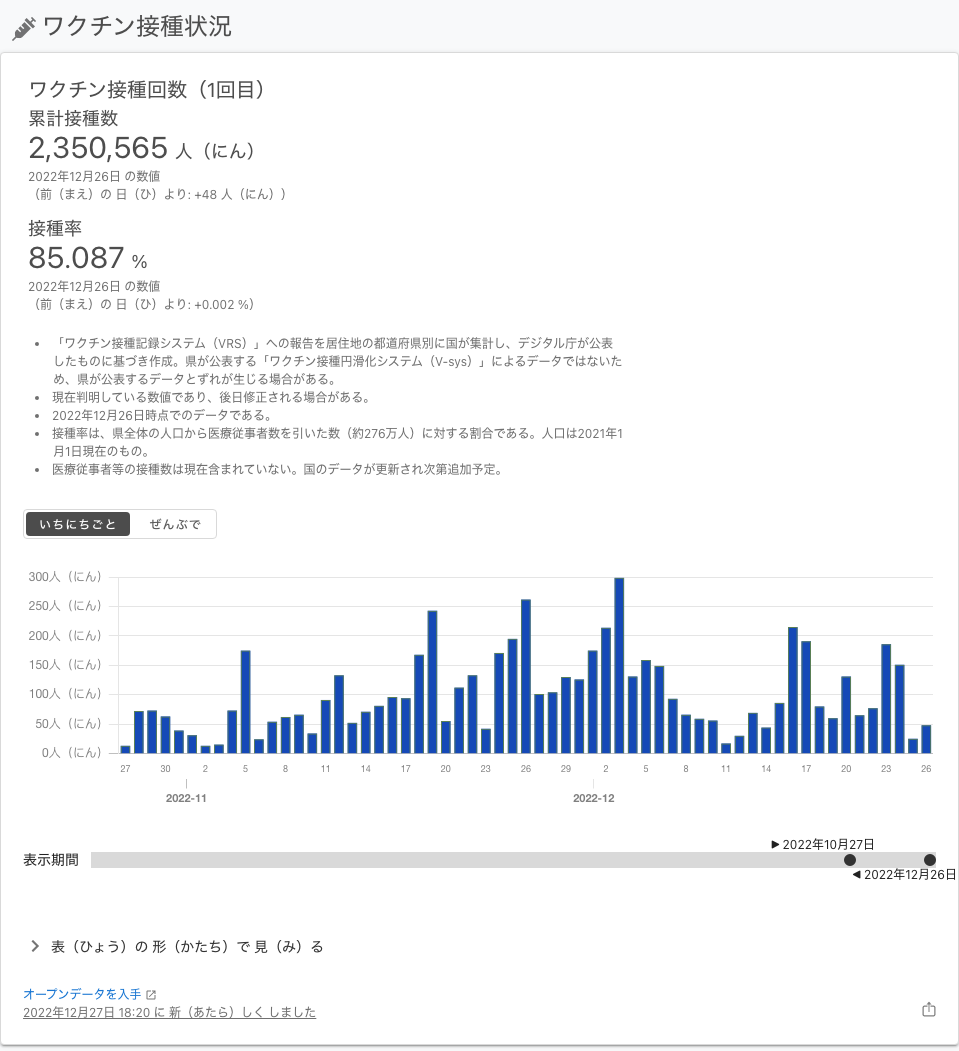 ワクチン接種状況
ワクチン接種回数（1回目）
累計接種数
2,350,565 人（にん）
2022年12月26日 の数値
（前（まえ）の 日（ひ）より: +48 人（にん））
接種率
85.087 %
2022年12月26日 の数値
（前（まえ）の 日（ひ）より: +0.002 %）
• 「ワクチン接種記録システム（VRS）」への報告を居住地の都道府県別に国が集計し、デジタル庁が公表
したものに基づき作成。県が公表する「ワクチン接種円滑化システム（V-sys）」によるデータではないた
め、県が公表するデータとずれが生じる場合がある。
• 現在判明している数値であり、後日修正される場合がある。
• 2022年12月26日時点でのデータである。
• 接種率は、県全体の人口から医療従事者数を引いた数（約276万人）に対する割合である。人口は2021年1
月1日現在のもの。
• 医療従事者等の接種数は現在含まれていない。国のデータが更新され次第追加予定。
いちにちごと ぜんぶで
300人（にん）
250人（にん）
200人（にん）
150人（にん）
100人（にん）
50人（にん）
0人（にん）
27 30 2 5 8 11 14 17 20 23 26 29 2 5 8 11 14 17 20 23 26
2022-11 2022-12
▶ 2022年10月27日
表示期間
◀ 2022年12月26日
表（ひょう）の 形（かたち）で 見（み）る
オープンデータを入手
2022年12月27日 18:20 に 新（あたら）しく しました